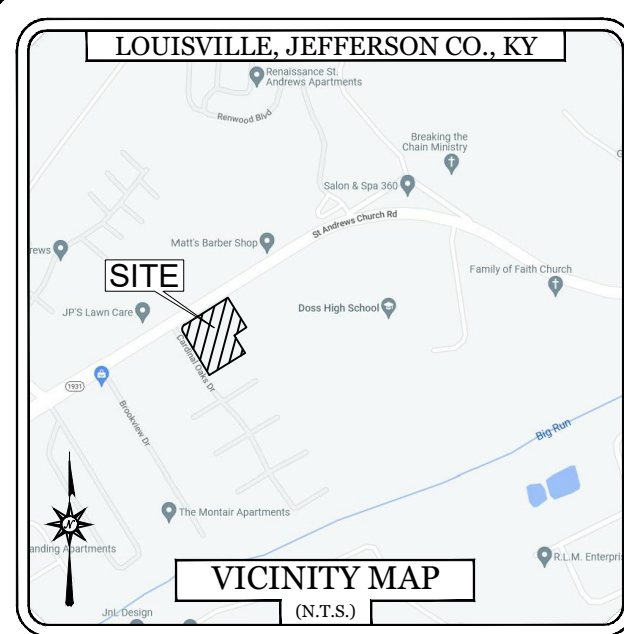 LOUISVILLE, JEFFERSON CO., KY
Renaissance St.
Andrews Apartments
Renwood Blvd
Breaking the
Chain Ministry
Salon & Spa 360
St Andrews Church Rd
Matt's Barber Shop
rews
SITE
Family of Faith Church
JP'S Lawn Care
Doss High School
Cardinal Oaks Dr
1931
Brookview Dr
Big Run
The Montair Apartments
N
anding Apartments
R.L.M. Enterpri
VICINITY MAP
(N.T.S.)
JnL Design